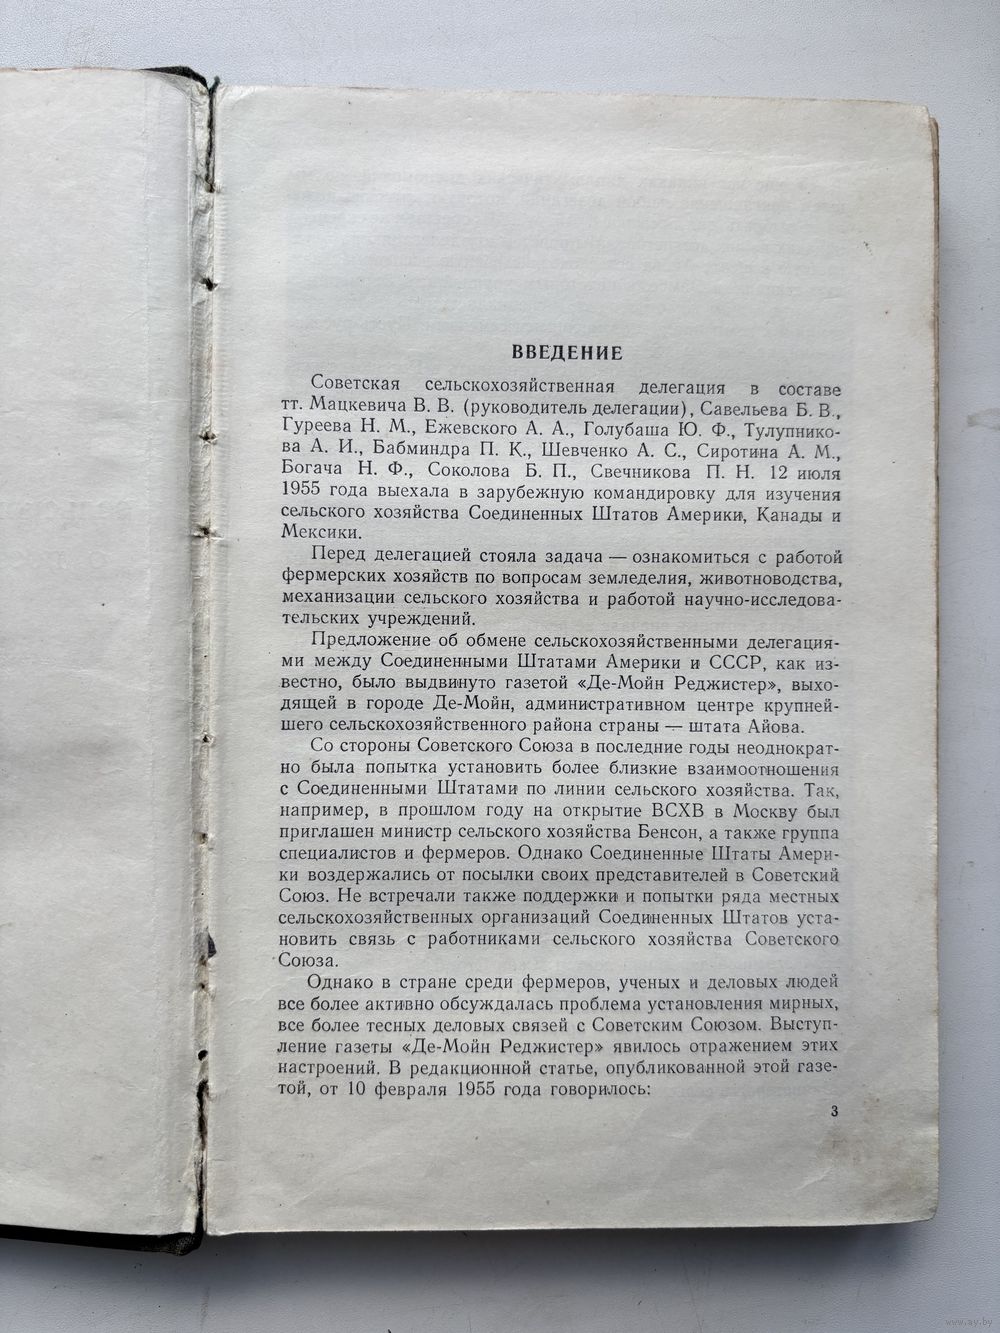 ВВЕДЕНИЕ
Советская сельскохозяйственная делегация в составе
тт. Мацкевича В. В. (руководитель делегации), Савельева Б. В.,
Гуреева Н. М., Ежевского А. А., Голубаша Ю. Ф., Тулупнико-
ва А. И., Бабминдра П. К., Шевченко А. С., Сиротина А. М.,
Богача Н. Ф., Соколова Б. П., Свечникова П. Н. 12 июля
1955 года выехала в зарубежную командировку для изучения
сельского хозяйства Соединенных Штатов Америки, Канады и
Мексики.
Перед делегацией стояла задача — ознакомиться с работой
фермерских хозяйств по вопросам земледелия, животноводства,
механизации сельского хозяйства и работой научно-исследова-
тельских учреждений.
Предложение об обмене сельскохозяйственными делегация-
ми между Соединенными Штатами Америки и СССР, как из-
вестно, было выдвинуто газетой «Де-Мойн Реджистер», выхо-
дящей в городе Де-Мойн, административном центре крупней-
шего сельскохозяйственного района страны — штата Айова.
Со стороны Советского Союза в последние годы неоднократ-
но была попытка установить более близкие взаимоотношения
с Соединенными Штатами по линии сельского хозяйства. Так,
например, в прошлом году на открытие ВСХВ в Москву был
приглашен министр сельского хозяйства Бенсон, а также группа
специалистов и фермеров. Однако Соединенные Штаты Амери-
ки воздержались от посылки своих представителей в Советский
Союз. Не встречали также поддержки и попытки ряда местных
сельскохозяйственных организаций Соединенных Штатов уста-
новить связь с работниками сельского хозяйства Советского
Союза.
Однако в стране среди фермеров, ученых и деловых людей
все более активно обсуждалась проблема установления мирных,
все более тесных деловых связей с Советским Союзом. Выступ-
ление газеты «Де-Мойн Реджистер» явилось отражением этих
настроений. В редакционной статье, опубликованной этой газе-
той, от 10 февраля 1955 года говорилось:
3
www.ay.by